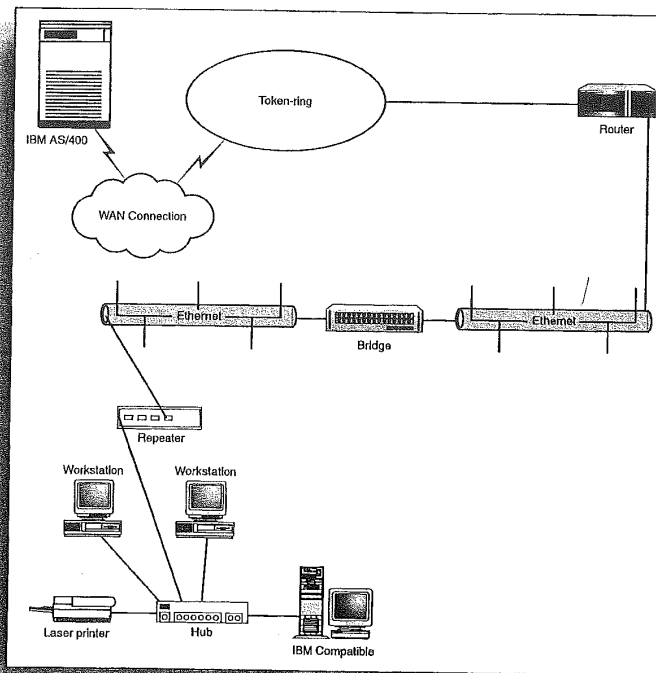 Token-ring
IBM AS/400
Router
WAN Connection
Ethernet
Ethernet
Bridge
Repeater
Workstation
Workstation
Laser printer
Hub
IBM Compatible